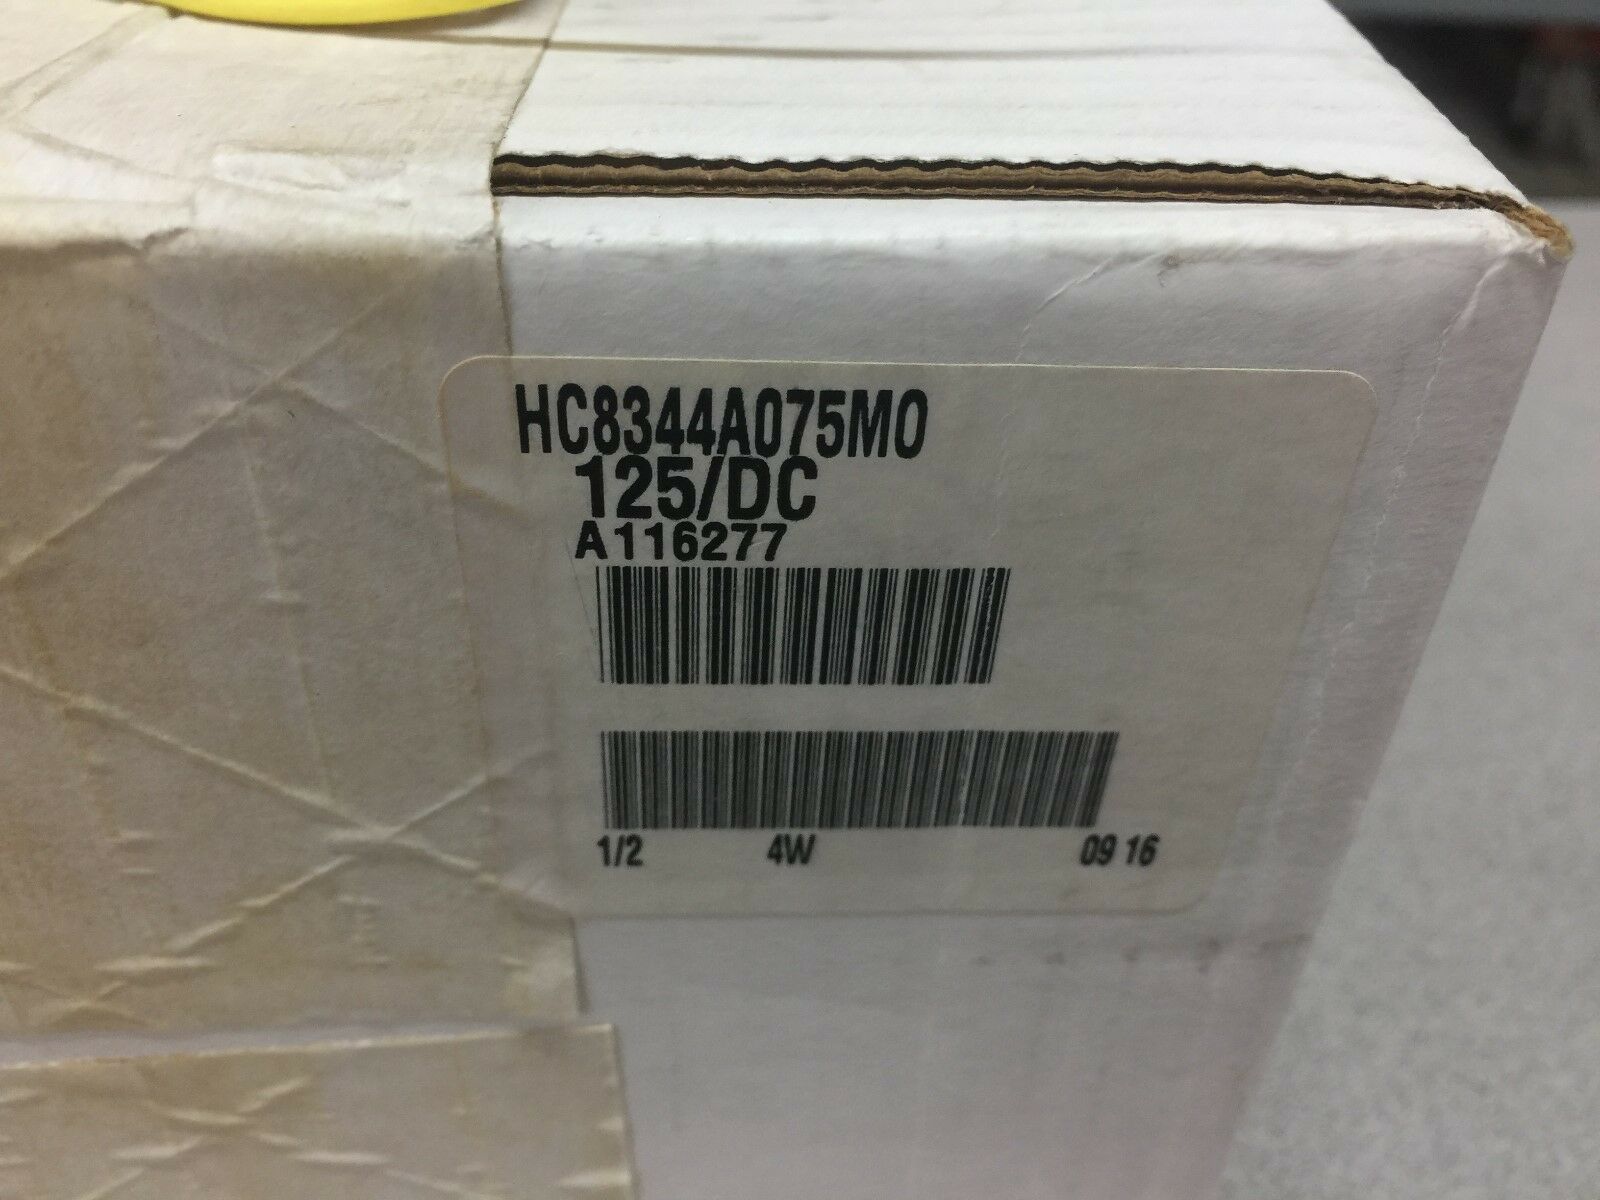 HC8344A075MO
125/DC
A116277
1/2 4W 09 16